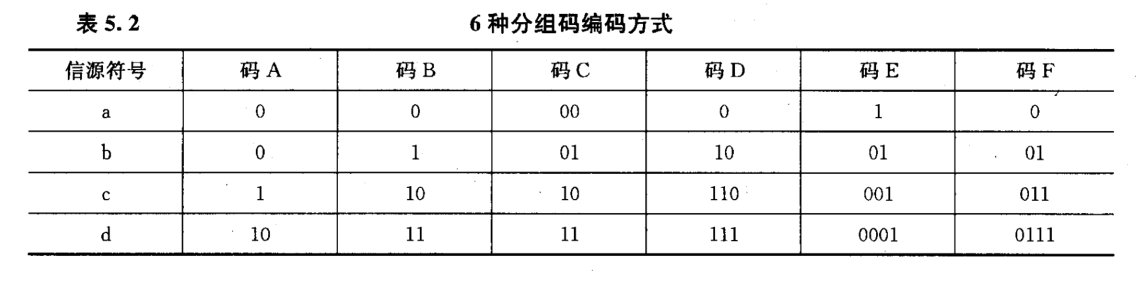 表 5.2 6 种分组码编码方式
信源符号 码 A 码 B 码 C 码 D 码 E 码 F
a 0 0 00 0 1 0
b 0 1 01 10 01 01
c 1 10 10 110 001 011
d 10 11 11 111 0001 0111